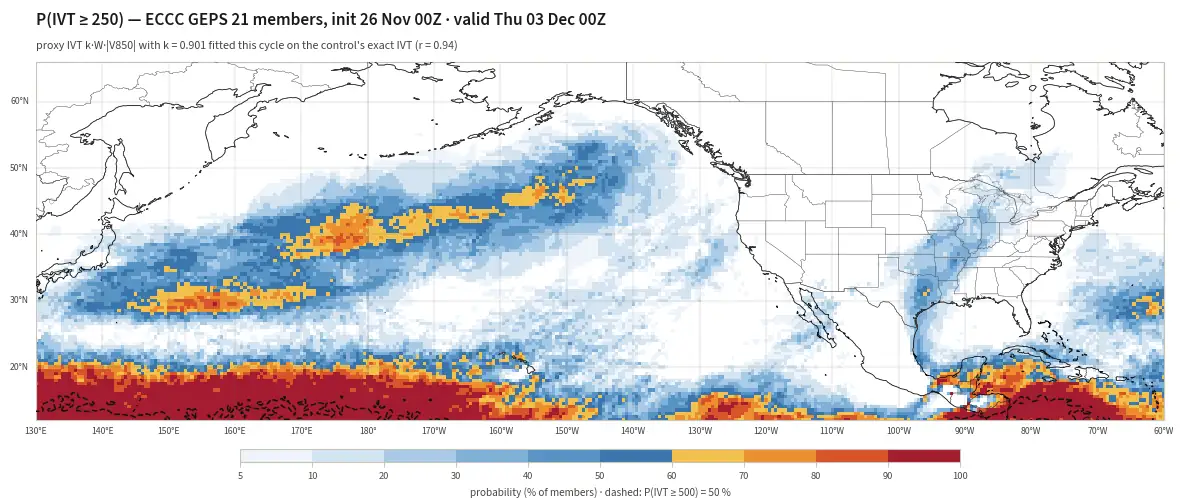 P(IVT ≥ 250) — ECCC GEPS 21 members, init 26 Nov 00Z · valid Thu 03 Dec 00Z
proxy IVT k·W·|V850| with k = 0.901 fitted this cycle on the control's exact IVT (r = 0.94)
60°N
50°N
40°N
30°N
20°N
130°E 140°E 150°E 160°E 180° 170°W 160°W 150°W 140°W 130°W 120°W 110°W 100°W 90°W 80°W 70°W 60°W
5 10 20 30 40 50 60 70 80 90 100
probability (% of members) · dashed: P(IVT ≥ 500) = 50 %